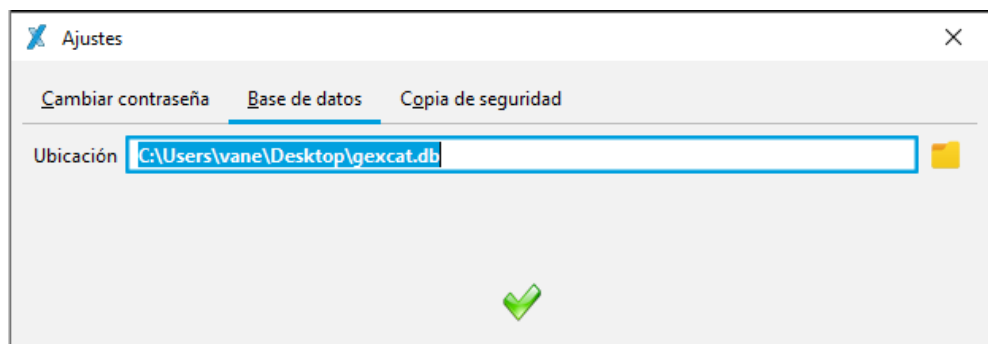 Ajustes
Cambiar contraseña Base de datos Copia de seguridad
Ubicación C:\Users\vane\Desktop\gexcat.db